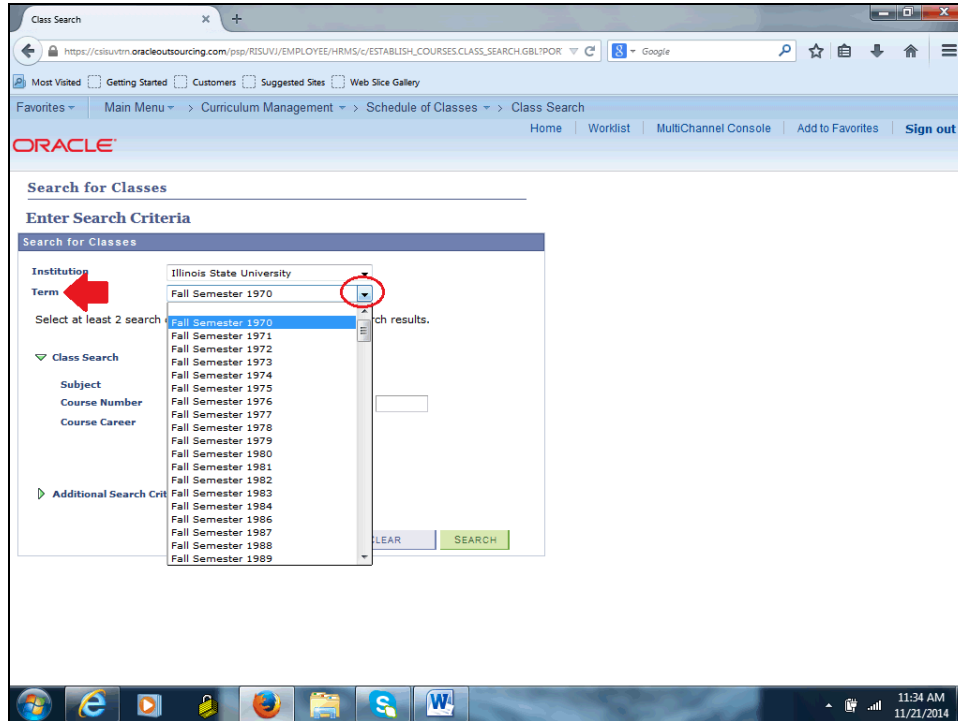 Class Search
https://csisuvtm.oracleoutsourcing.com/psp/RISUVJ/EMPLOYEE/HRMS/c/ESTABLISH_COURSES.CLASS_SEARCH.GBL?POR
Google
Most Visited Getting Started Customers Suggested Sites Web Slice Gallery
Favorites Main Menu > Curriculum Management > Schedule of Classes > Class Search
Home Worklist MultiChannel Console Add to Favorites Sign out
ORACLE
Search for Classes
Enter Search Criteria
Search for Classes
Institution Illinois State University
Term Fall Semester 1970
Select at least 2 search ch results.
Fall Semester 1970
Fall Semester 1971
Fall Semester 1972
Class Search
Fall Semester 1973
Fall Semester 1974
Subject
Fall Semester 1975
Course Number
Fall Semester 1976
Fall Semester 1977
Course Career
Fall Semester 1978
Fall Semester 1979
Fall Semester 1980
Fall Semester 1981
Fall Semester 1982
Additional Search Crit
Fall Semester 1983
Fall Semester 1984
Fall Semester 1986
Fall Semester 1987
Fall Semester 1988
Fall Semester 1989
LEAR SEARCH
11:34 AM
11/21/2014